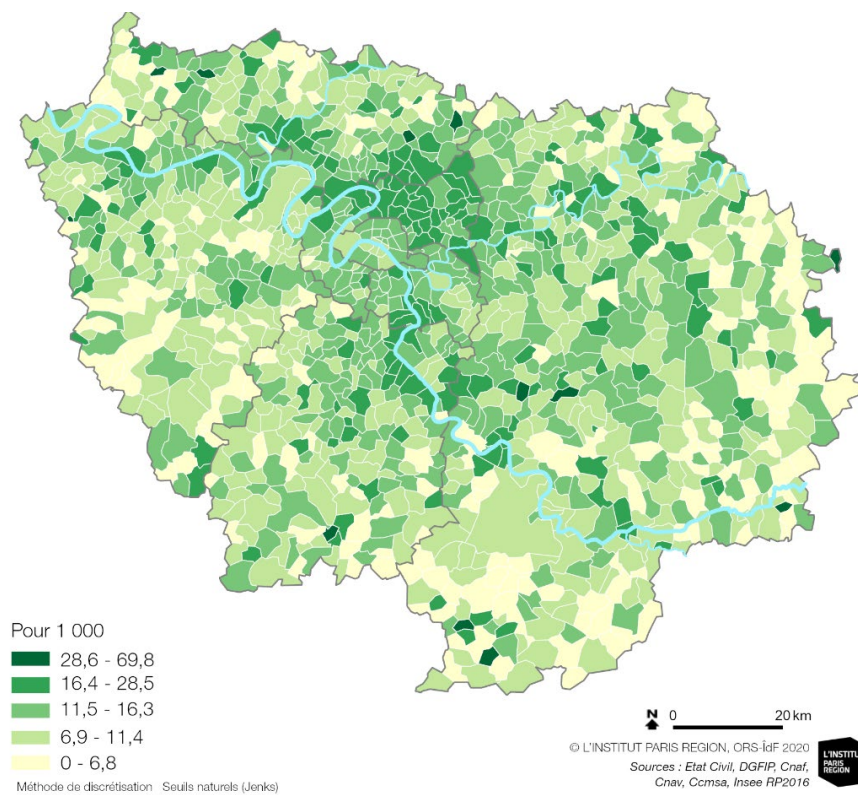 Pour 1 000
28,6 - 69,8
16,4 - 28,5
11,5 - 16,3
6,9 - 11,4
0 - 6,8
Méthode de discrétisation Seuils naturels (Jenks)
N 0 20 km
© L'INSTITUT PARIS REGION, ORS-ÎdF 2020
Sources : Etat Civil, DGFIP, Cnaf,
Cnav, Ccmsa, Insee RP2016
L'INSTITUT
PARIS
REGION